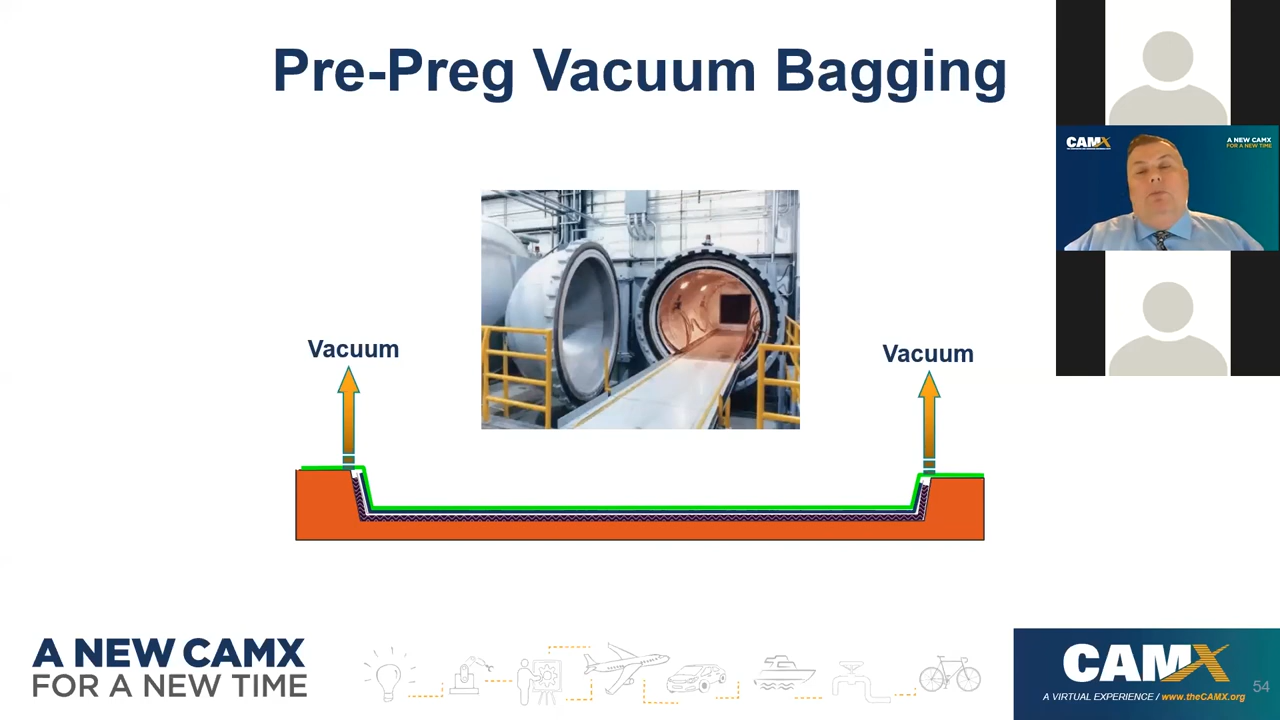 Pre-Preg Vacuum Bagging
CAMX
A NEW CAMX
FOR A NEW TIME
Vacuum
Vacuum
A NEW CAMX
FOR A NEW TIME
CAMX
A VIRTUAL EXPERIENCE / www.theCAMX.org
54